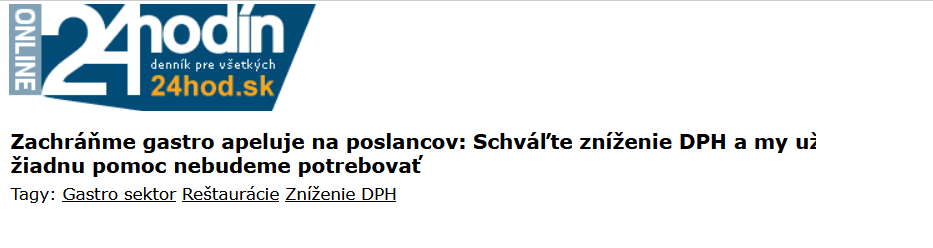 ONLINE
24hodín
denník pre všetkých
24hod.sk
Zachráňme gastro apeluje na poslancov: Schváľte zníženie DPH a my už
žiadnu pomoc nebudeme potrebovať
Tagy: Gastro sektor Reštaurácie Zníženie DPH